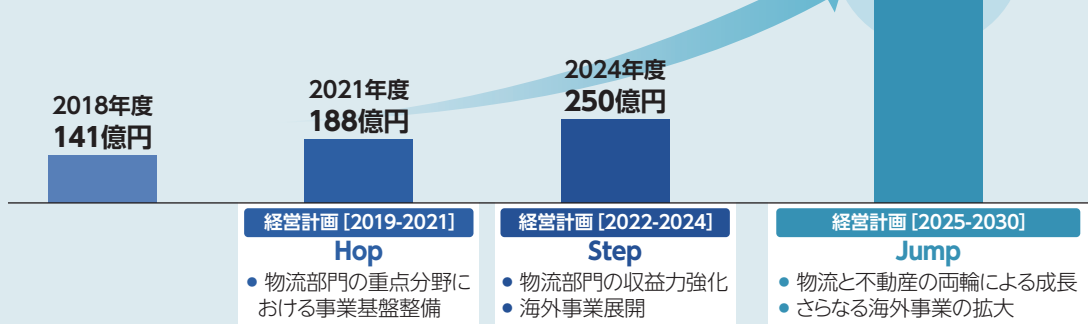 2018年度
141億円
2021年度
188億円
2024年度
250億円
経営計画［2019-2021］
Hop
● 物流部門の重点分野に
おける事業基盤整備
経営計画［2022-2024］
Step
● 物流部門の収益力強化
● 海外事業展開
経営計画［2025-2030］
Jump
● 物流と不動産の両輪による成長
● さらなる海外事業の拡大